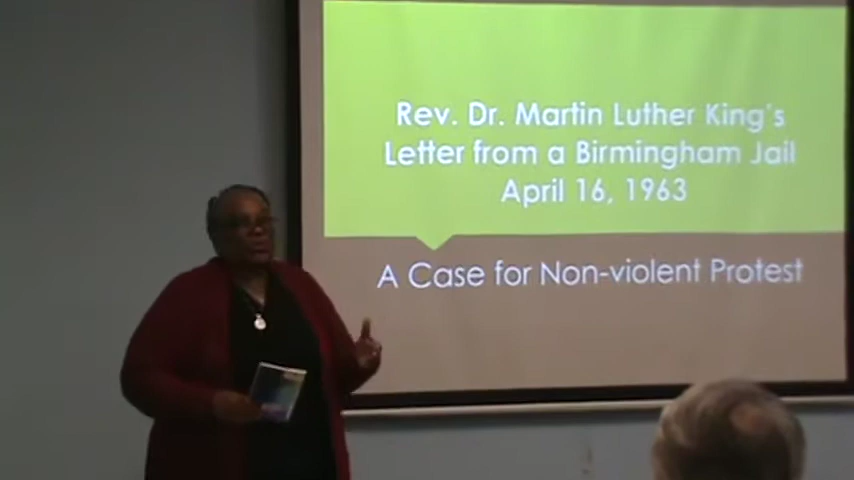 Rev. Dr. Martin Luther King's
Letter from a Birmingham Jail
April 16, 1963
A Case for Non-violent Protest